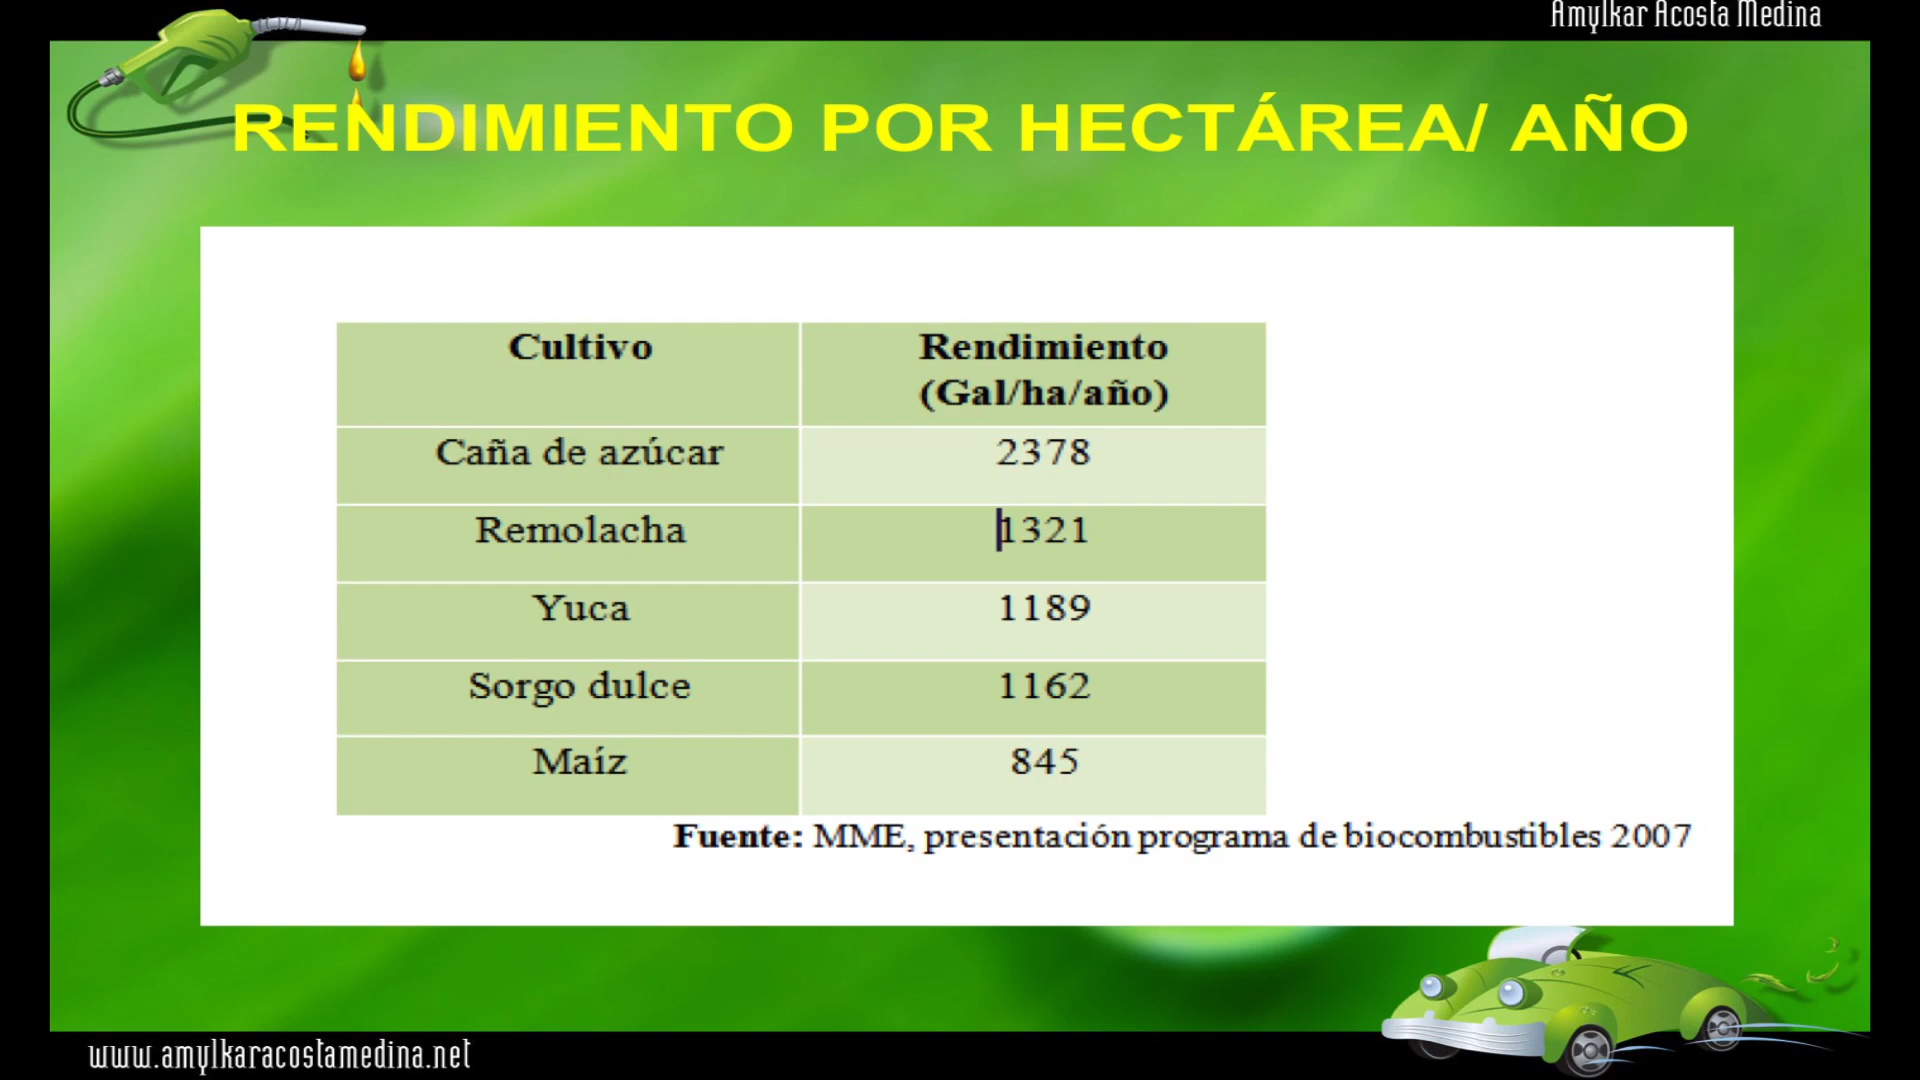 Amylkar Acosta Medina
RENDIMIENTO POR HECTÁREA/ AÑO
Cultivo
Rendimiento
(Gal/ha/año)
Caña de azúcar
2378
Remolacha
1321
Yuca
1189
Sorgo dulce
1162
Maíz
845
Fuente: MME, presentación programa de biocombustibles 2007
www.amylkaracostamedina.net